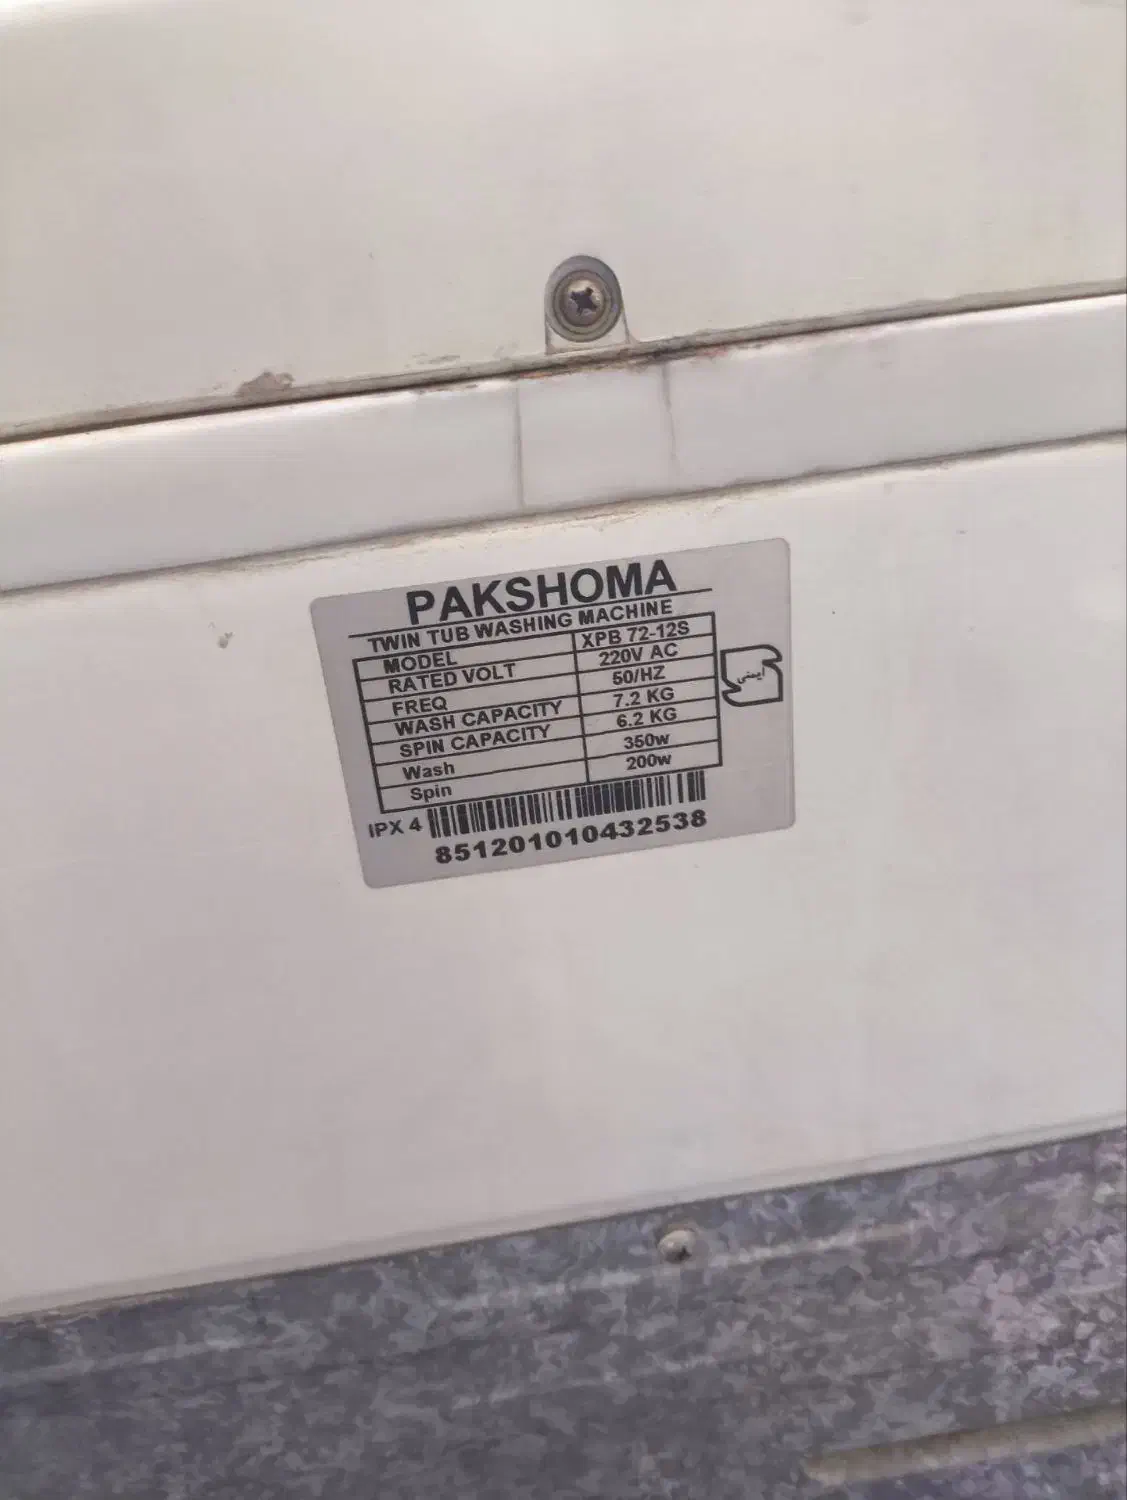 PAKSHOMA
TWIN TUB WASHING MACHINE
MODEL XPB 72-12S
RATED VOLT 220V AC
FREQ 50/HZ
WASH CAPACITY 7.2 KG
SPIN CAPACITY 6.2 KG
Wash 350w
Spin 200w
ایمنی
IPX 4
851201010432538